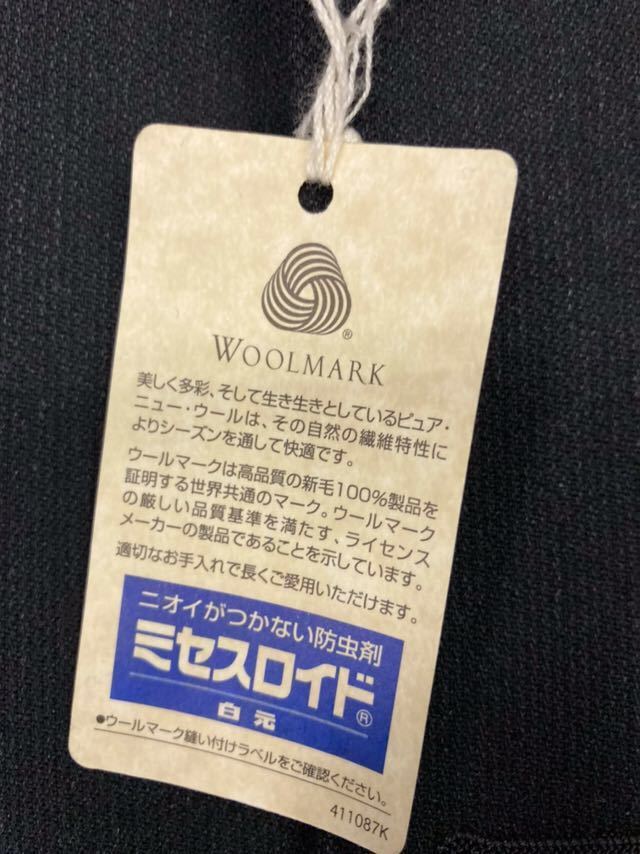 ®
WOOLMARK
美しく多彩、そして生き生きとしているピュア・
ニュー・ウールは、その自然の繊維特性に
よりシーズンを通して快適です。
ウールマークは高品質の新毛100%製品を
証明する世界共通のマーク。ウールマーク
の厳しい品質基準を満たす、ライセンス
メーカーの製品であることを示しています。
適切なお手入れで長くご愛用いただけます。
ニオイがつかない防虫剤
ミセスロイド®
白元
●ウールマーク縫い付けラベルをご確認ください。
411087K